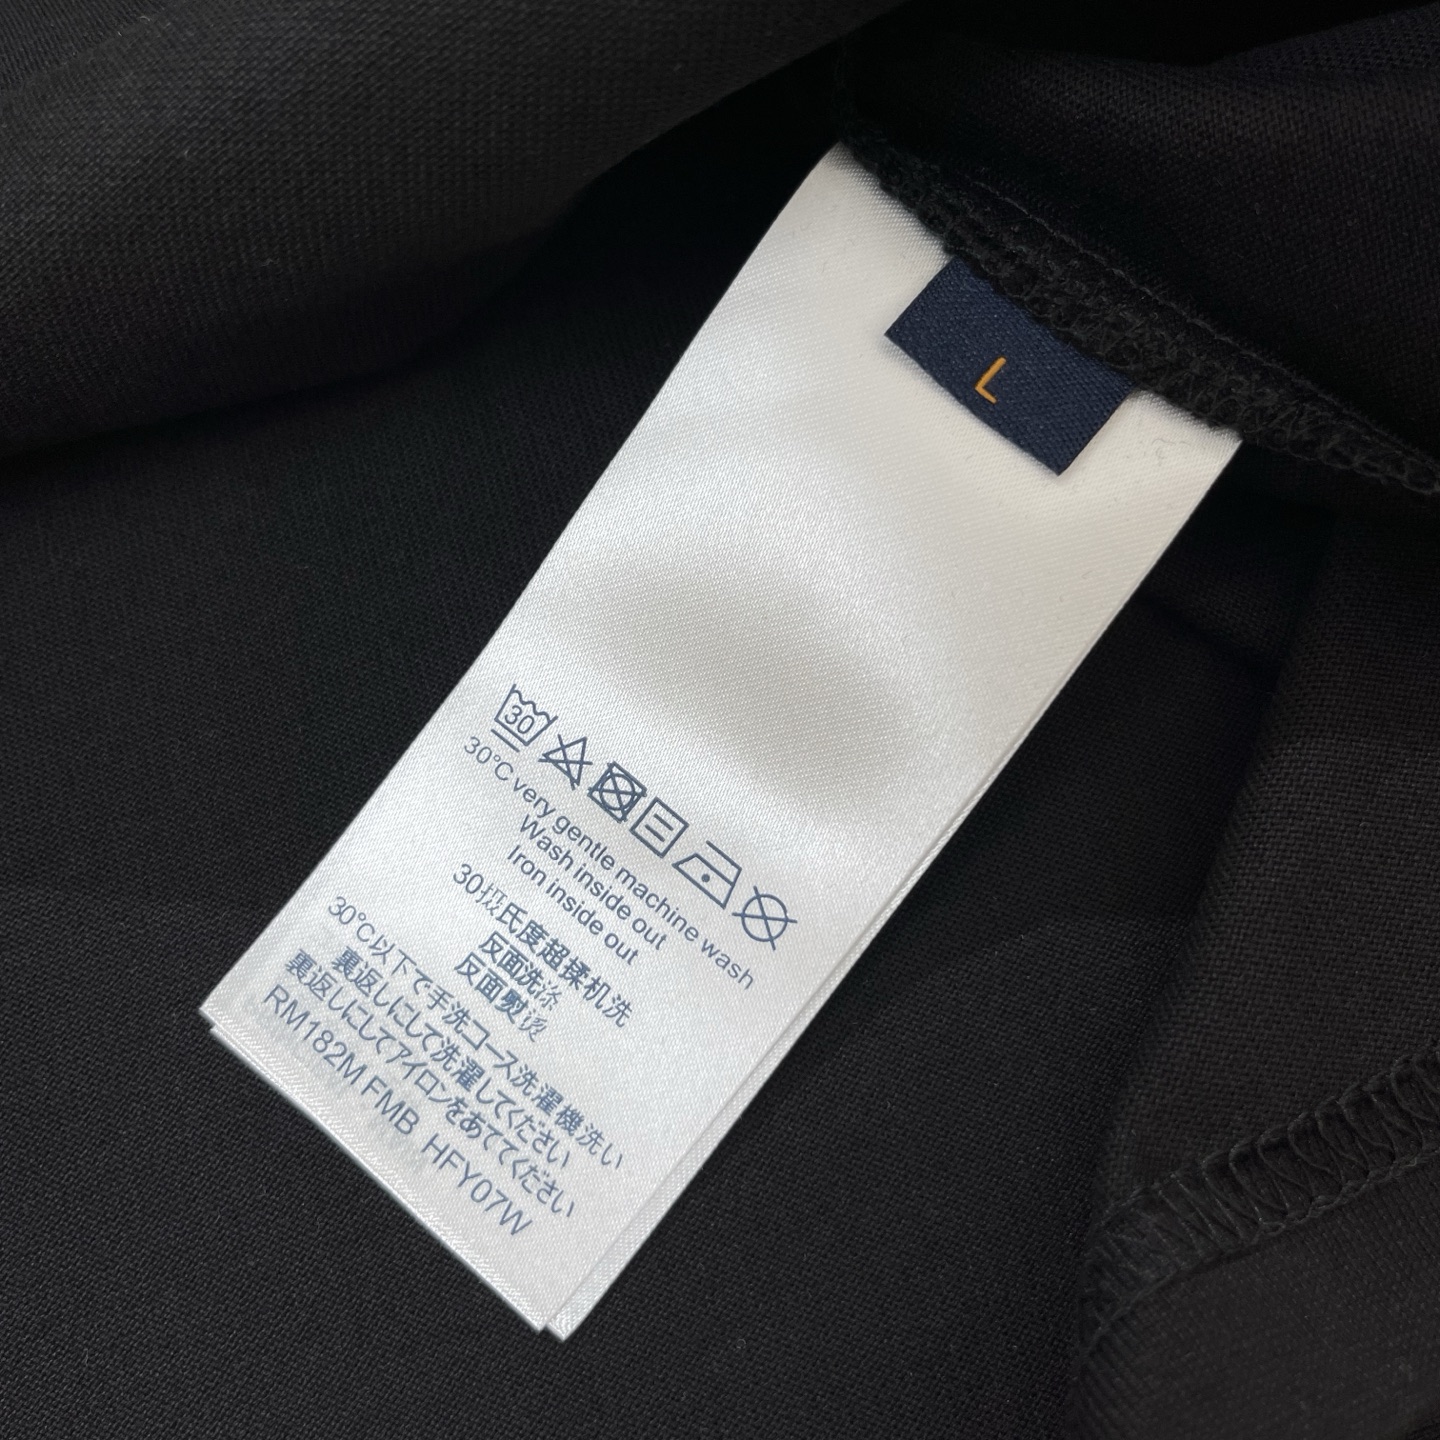 L
30
30°C very gentle machine wash
Wash inside out
Iron inside out
30摄氏度超揉机洗
反面洗涤
反面熨烫
30°C以下で手洗コース洗濯機洗い
裏返しにして洗濯してください
裏返しにしてアイロンをあててください
RM182M FMB HFY07W